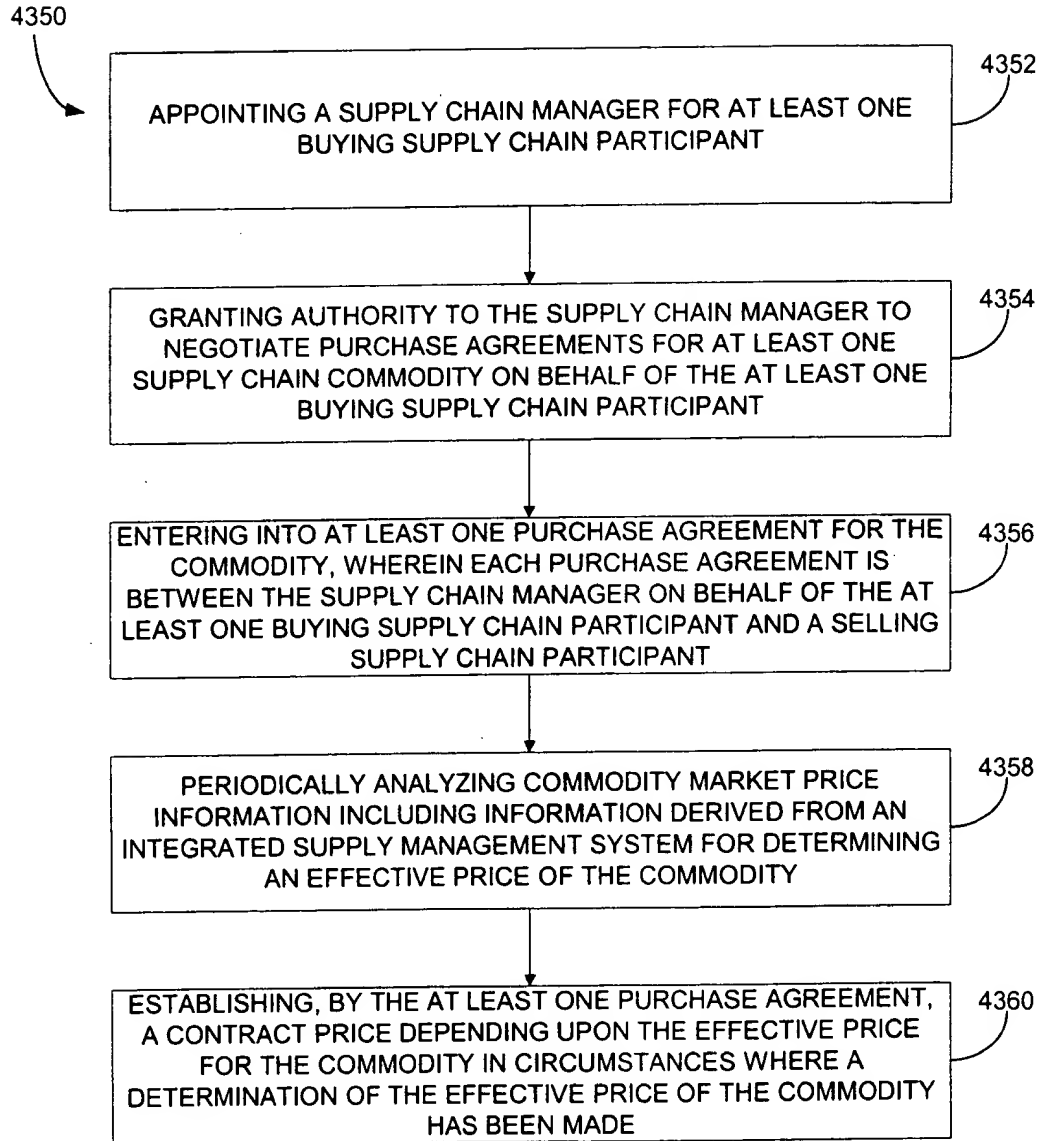 4350
4352
APPOINTING A SUPPLY CHAIN MANAGER FOR AT LEAST ONE
BUYING SUPPLY CHAIN PARTICIPANT
4354
GRANTING AUTHORITY TO THE SUPPLY CHAIN MANAGER TO
NEGOTIATE PURCHASE AGREEMENTS FOR AT LEAST ONE
SUPPLY CHAIN COMMODITY ON BEHALF OF THE AT LEAST ONE
BUYING SUPPLY CHAIN PARTICIPANT
4356
ENTERING INTO AT LEAST ONE PURCHASE AGREEMENT FOR THE
COMMODITY, WHEREIN EACH PURCHASE AGREEMENT IS
BETWEEN THE SUPPLY CHAIN MANAGER ON BEHALF OF THE AT
LEAST ONE BUYING SUPPLY CHAIN PARTICIPANT AND A SELLING
SUPPLY CHAIN PARTICIPANT
4358
PERIODICALLY ANALYZING COMMODITY MARKET PRICE
INFORMATION INCLUDING INFORMATION DERIVED FROM AN
INTEGRATED SUPPLY MANAGEMENT SYSTEM FOR DETERMINING
AN EFFECTIVE PRICE OF THE COMMODITY
4360
ESTABLISHING, BY THE AT LEAST ONE PURCHASE AGREEMENT,
A CONTRACT PRICE DEPENDING UPON THE EFFECTIVE PRICE
FOR THE COMMODITY IN CIRCUMSTANCES WHERE A
DETERMINATION OF THE EFFECTIVE PRICE OF THE COMMODITY
HAS BEEN MADE